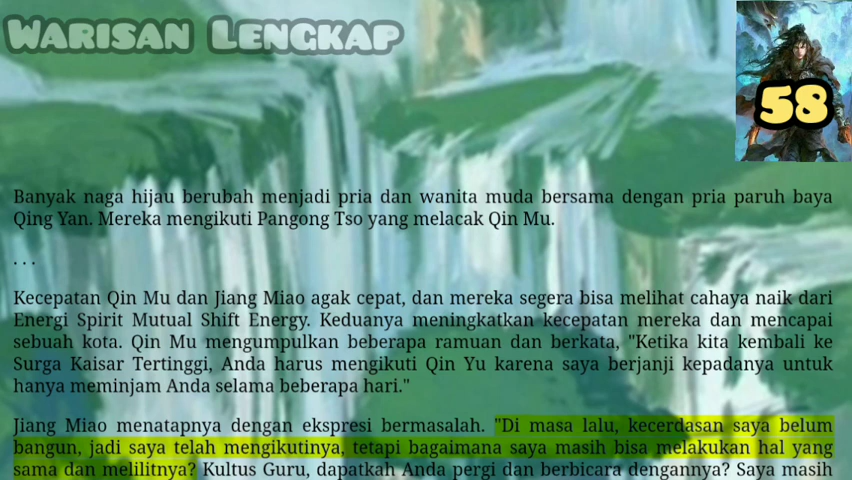 Warisan Lengkap
58
Banyak naga hijau berubah menjadi pria dan wanita muda bersama dengan pria paruh baya
Qing Yan. Mereka mengikuti Pangong Tso yang melacak Qin Mu.
. . .
Kecepatan Qin Mu dan Jiang Miao agak cepat, dan mereka segera bisa melihat cahaya naik dari
Energi Spirit Mutual Shift Energy. Keduanya meningkatkan kecepatan mereka dan mencapai
sebuah kota. Qin Mu mengumpulkan beberapa ramuan dan berkata, "Ketika kita kembali ke
Surga Kaisar Tertinggi, Anda harus mengikuti Qin Yu karena saya berjanji kepadanya untuk
hanya meminjam Anda selama beberapa hari."
Jiang Miao menatapnya dengan ekspresi bermasalah. "Di masa lalu, kecerdasan saya belum
bangun, jadi saya telah mengikutinya, tetapi bagaimana saya masih bisa melakukan hal yang
sama dan melilitnya? Kultus Guru, dapatkah Anda pergi dan berbicara dengannya? Saya masih